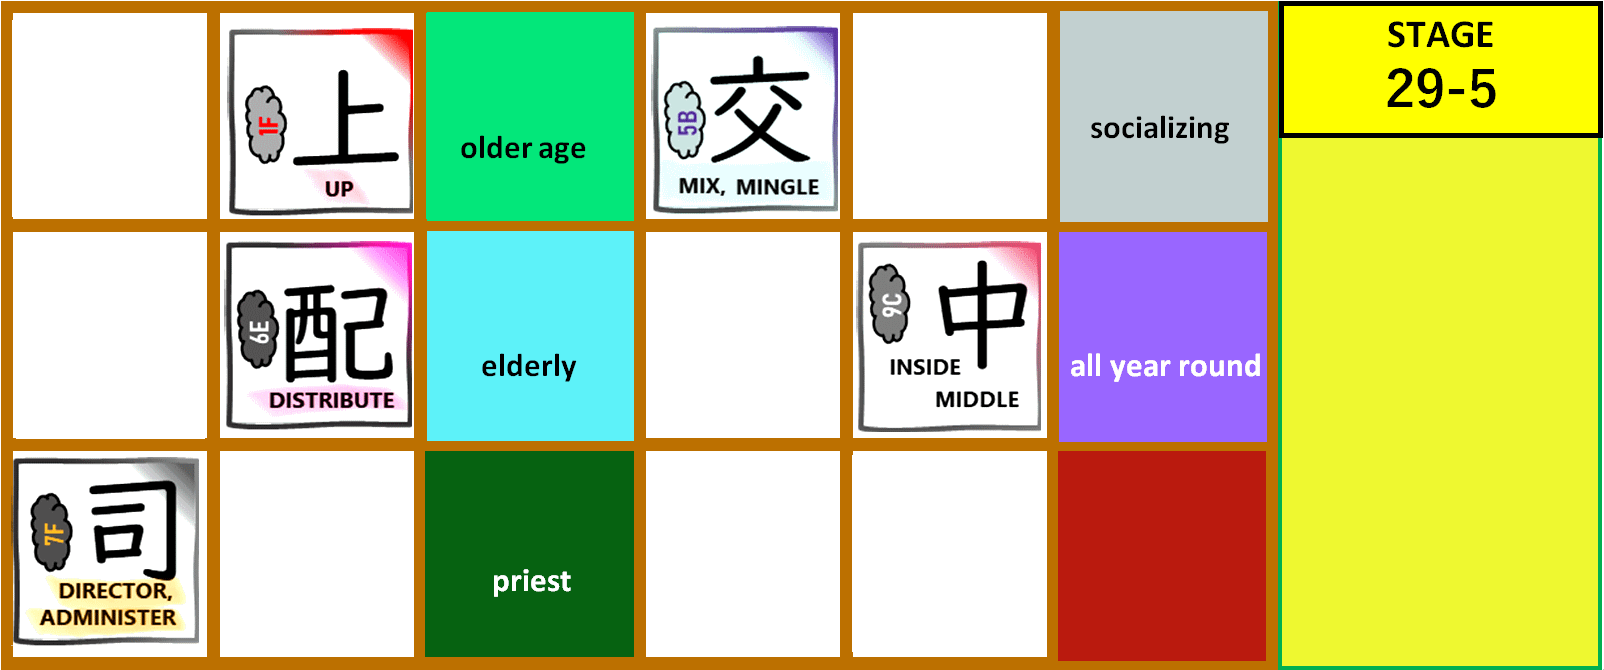 1F
上
UP
older age
5B
交
MIX, MINGLE
socializing
STAGE
29-5
6E
配
DISTRIBUTE
elderly
9C
中
INSIDE
MIDDLE
all year round
7F
司
DIRECTOR,
ADMINISTER
priest